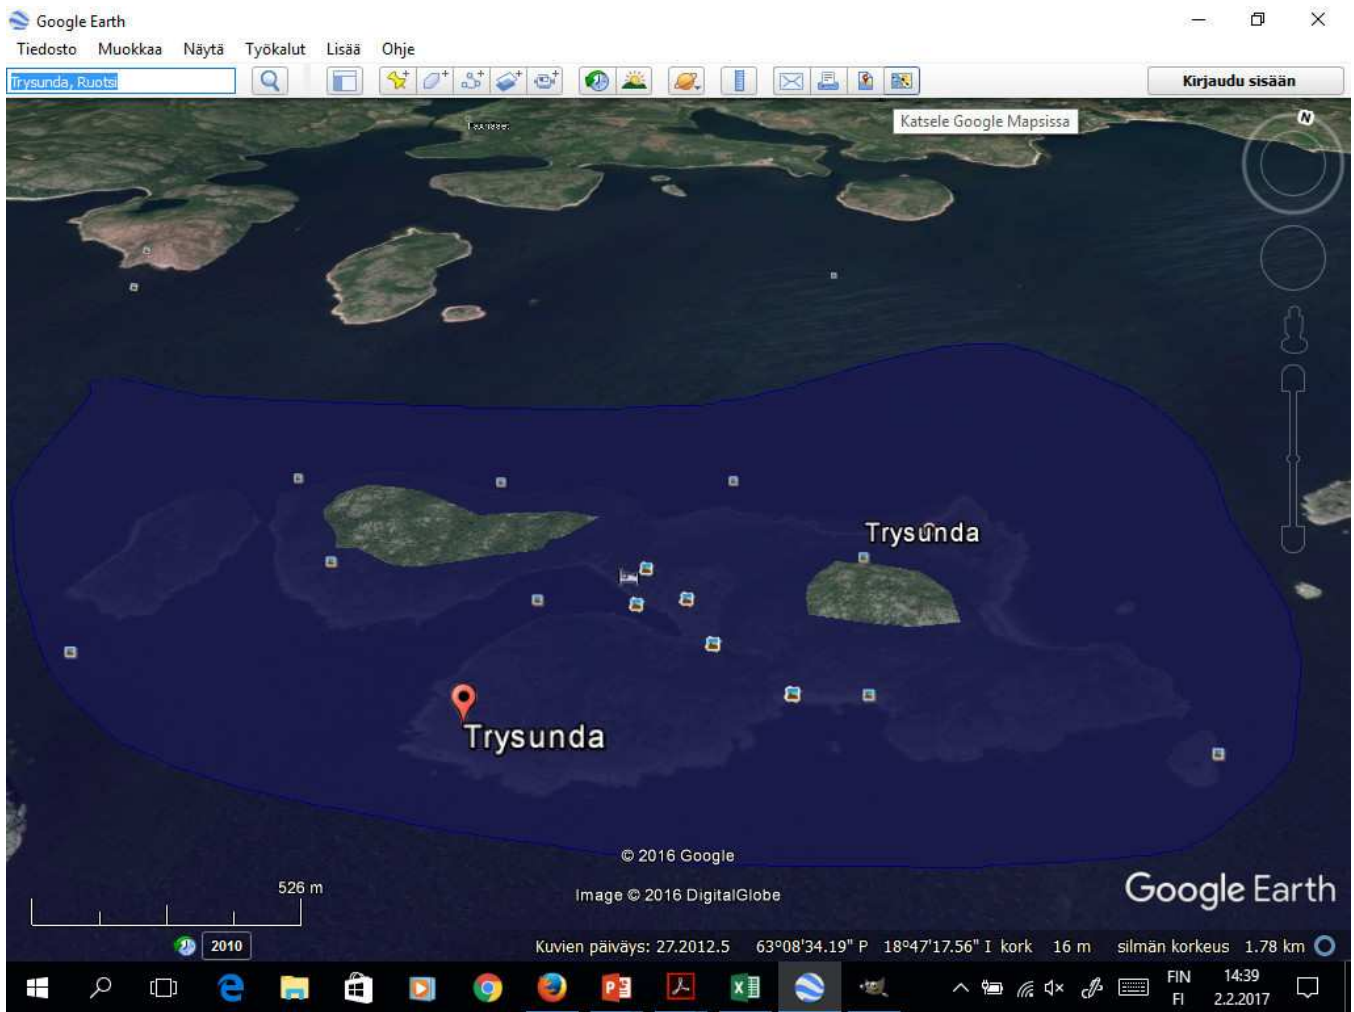 Google Earth
Tiedosto Muokkaa Näytä Työkalut Lisää Ohje
Trysunda, Ruotsi
Kirjaudu sisään
Katsele Google Mapsissa
N
Trysunda
Trysunda
© 2016 Google
Image © 2016 DigitalGlobe
Google Earth
526 m
2010
Kuvien päiväys: 27.2012.5 63°08'34.19" P 18°47'17.56" I kork 16 m silmän korkeus 1.78 km
FIN
FI
14:39
2.2.2017